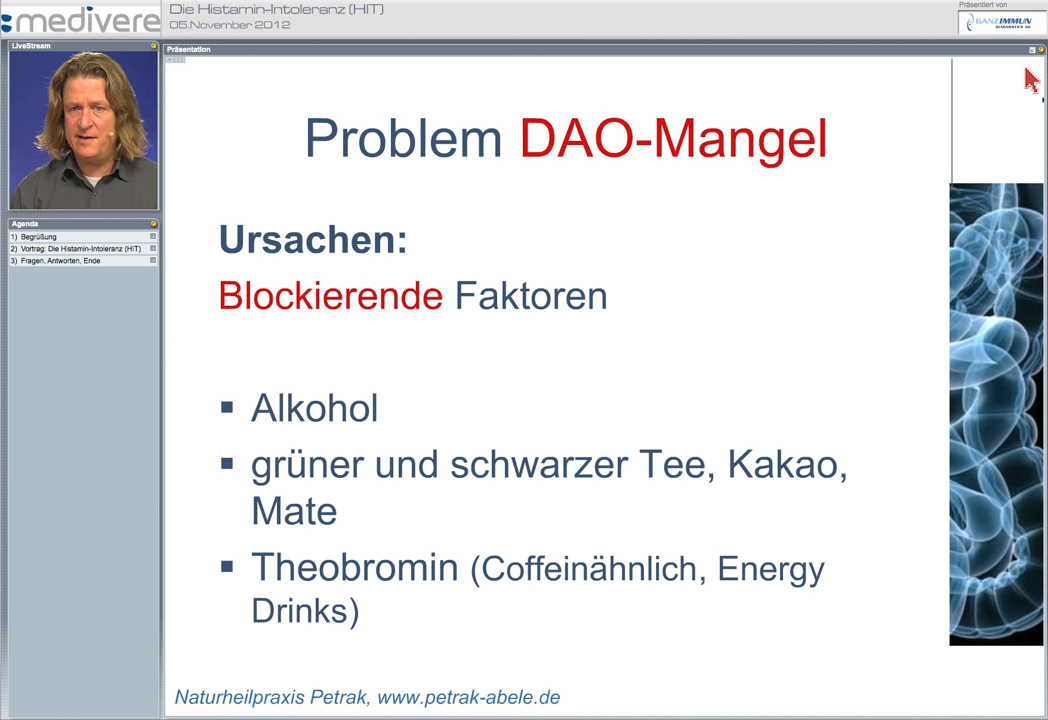 medivere
Die Histamin-Intoleranz (HIT)
05.November 2012
Präsentiert von
GANZIMMUN
DIAGNOSTICS AG
LiveStream
Präsentation
Agenda
1) Begrüßung
2) Vortrag: Die Histamin-Intoleranz (HIT)
3) Fragen, Antworten, Ende
Problem DAO-Mangel
Ursachen:
Blockierende Faktoren
▪ Alkohol
▪ grüner und schwarzer Tee, Kakao,
Mate
▪ Theobromin (Coffeinähnlich, Energy
Drinks)
Naturheilpraxis Petrak, www.petrak-abele.de